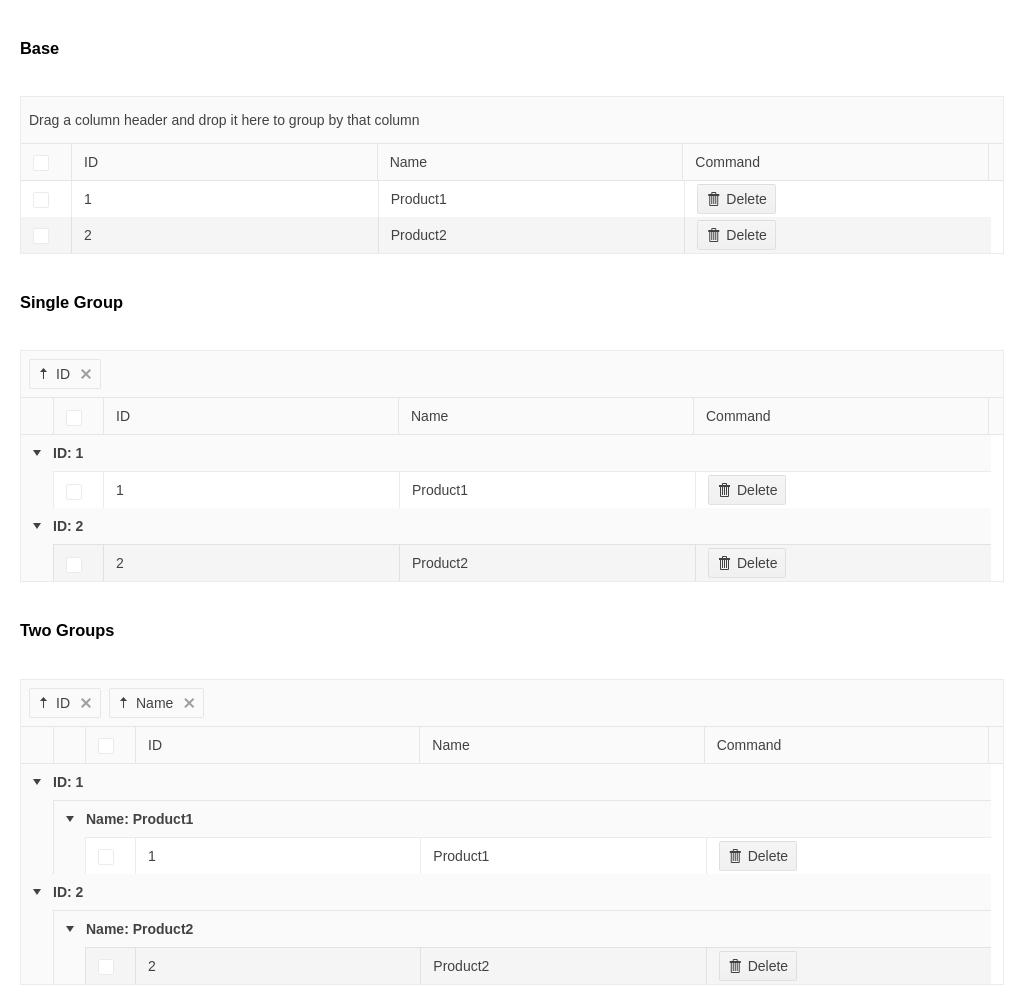 Base
Drag a column header and drop it here to group by that column
ID Name Command
1 Product1 Delete
2 Product2 Delete
Single Group
ID
ID Name Command
ID: 1
1 Product1 Delete
ID: 2
2 Product2 Delete
Two Groups
ID Name
ID Name Command
ID: 1
Name: Product1
1 Product1 Delete
ID: 2
Name: Product2
2 Product2 Delete